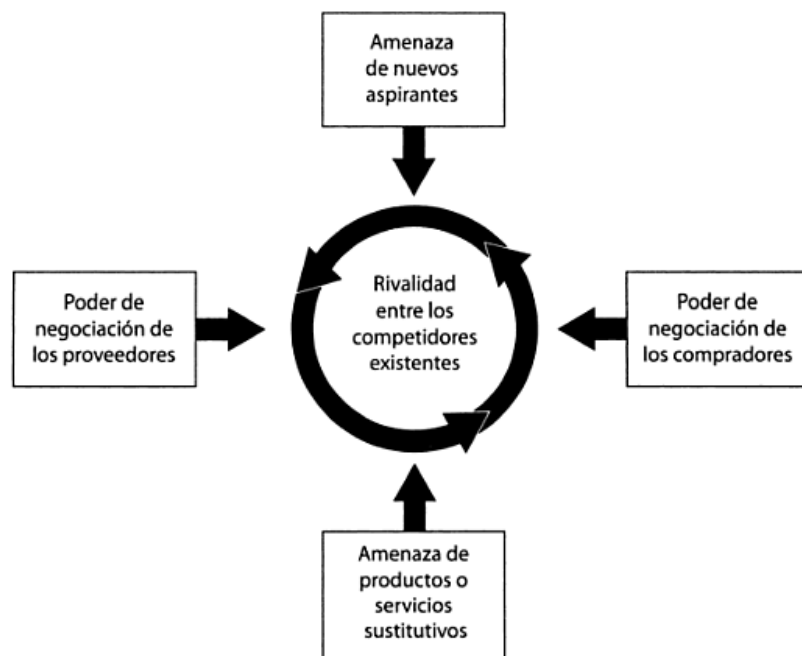 Amenaza
de nuevos
aspirantes
Poder de
negociación de
los proveedores
Rivalidad
entre los
competidores
existentes
Poder de
negociación de
los compradores
Amenaza de
productos o
servicios
sustitutivos